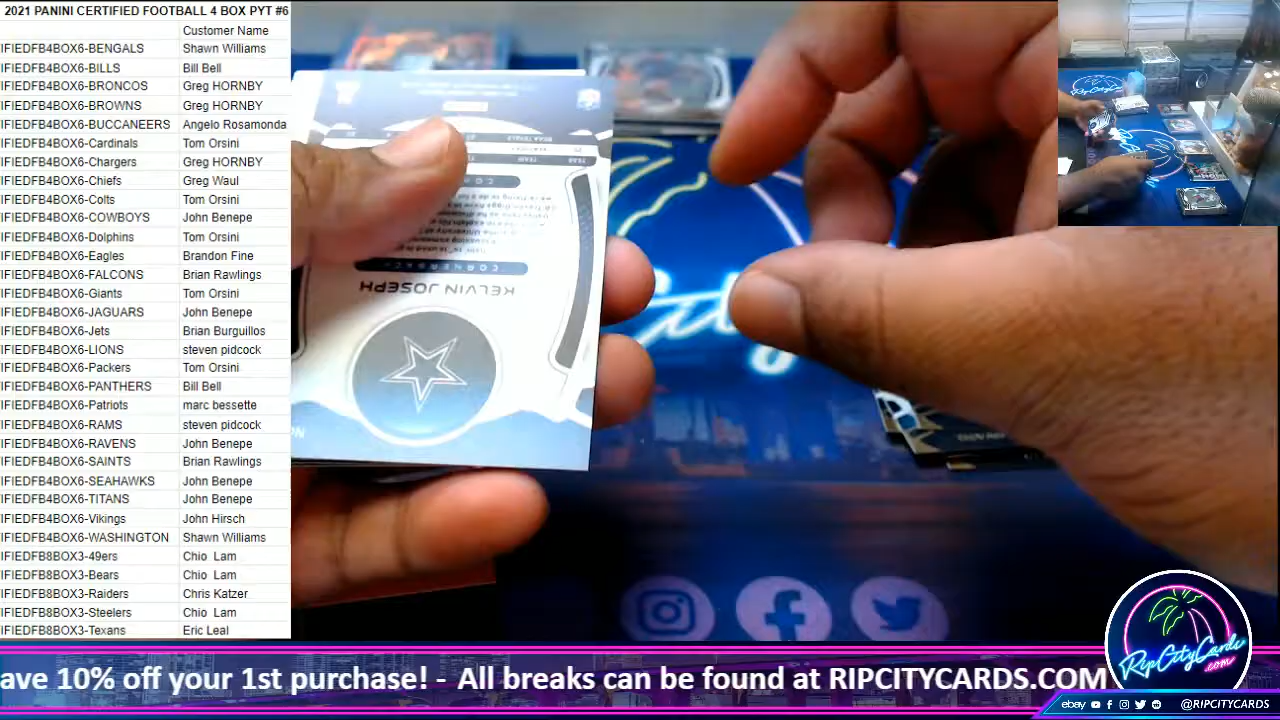 2021 PANINI CERTIFIED FOOTBALL 4 BOX PYT #6
Customer Name
IFIEDFB4BOX6-BENGALS Shawn Williams
IFIEDFB4BOX6-BILLS Bill Bell
IFIEDFB4BOX6-BRONCOS Greg HORNBY
IFIEDFB4BOX6-BROWNS Greg HORNBY
IFIEDFB4BOX6-BUCCANEERS Angelo Rosamonda
IFIEDFB4BOX6-Cardinals Tom Orsini
IFIEDFB4BOX6-Chargers Greg HORNBY
IFIEDFB4BOX6-Chiefs Greg Waul
IFIEDFB4BOX6-Colts Tom Orsini
IFIEDFB4BOX6-COWBOYS John Benepe
IFIEDFB4BOX6-Dolphins Tom Orsini
IFIEDFB4BOX6-Eagles Brandon Fine
IFIEDFB4BOX6-FALCONS Brian Rawlings
IFIEDFB4BOX6-Giants Tom Orsini
IFIEDFB4BOX6-JAGUARS John Benepe
IFIEDFB4BOX6-Jets Brian Burguillos
IFIEDFB4BOX6-LIONS steven pidcock
IFIEDFB4BOX6-Packers Tom Orsini
IFIEDFB4BOX6-PANTHERS Bill Bell
IFIEDFB4BOX6-Patriots marc bessette
IFIEDFB4BOX6-RAMS steven pidcock
IFIEDFB4BOX6-RAVENS John Benepe
IFIEDFB4BOX6-SAINTS Brian Rawlings
IFIEDFB4BOX6-SEAHAWKS John Benepe
IFIEDFB4BOX6-TITANS John Benepe
IFIEDFB4BOX6-Vikings John Hirsch
IFIEDFB4BOX6-WASHINGTON Shawn Williams
IFIEDFB8BOX3-49ers Chio Lam
IFIEDFB8BOX3-Bears Chio Lam
IFIEDFB8BOX3-Raiders Chris Katzer
IFIEDFB8BOX3-Steelers Chio Lam
IFIEDFB8BOX3-Texans Eric Leal
KELVIN JOSEPH
CORNERBACK
ave 10% off your 1st purchase! - All breaks can be found at RIPCITYCARDS.COM
RipCityCards
.com
ebay @RIPCITYCARDS